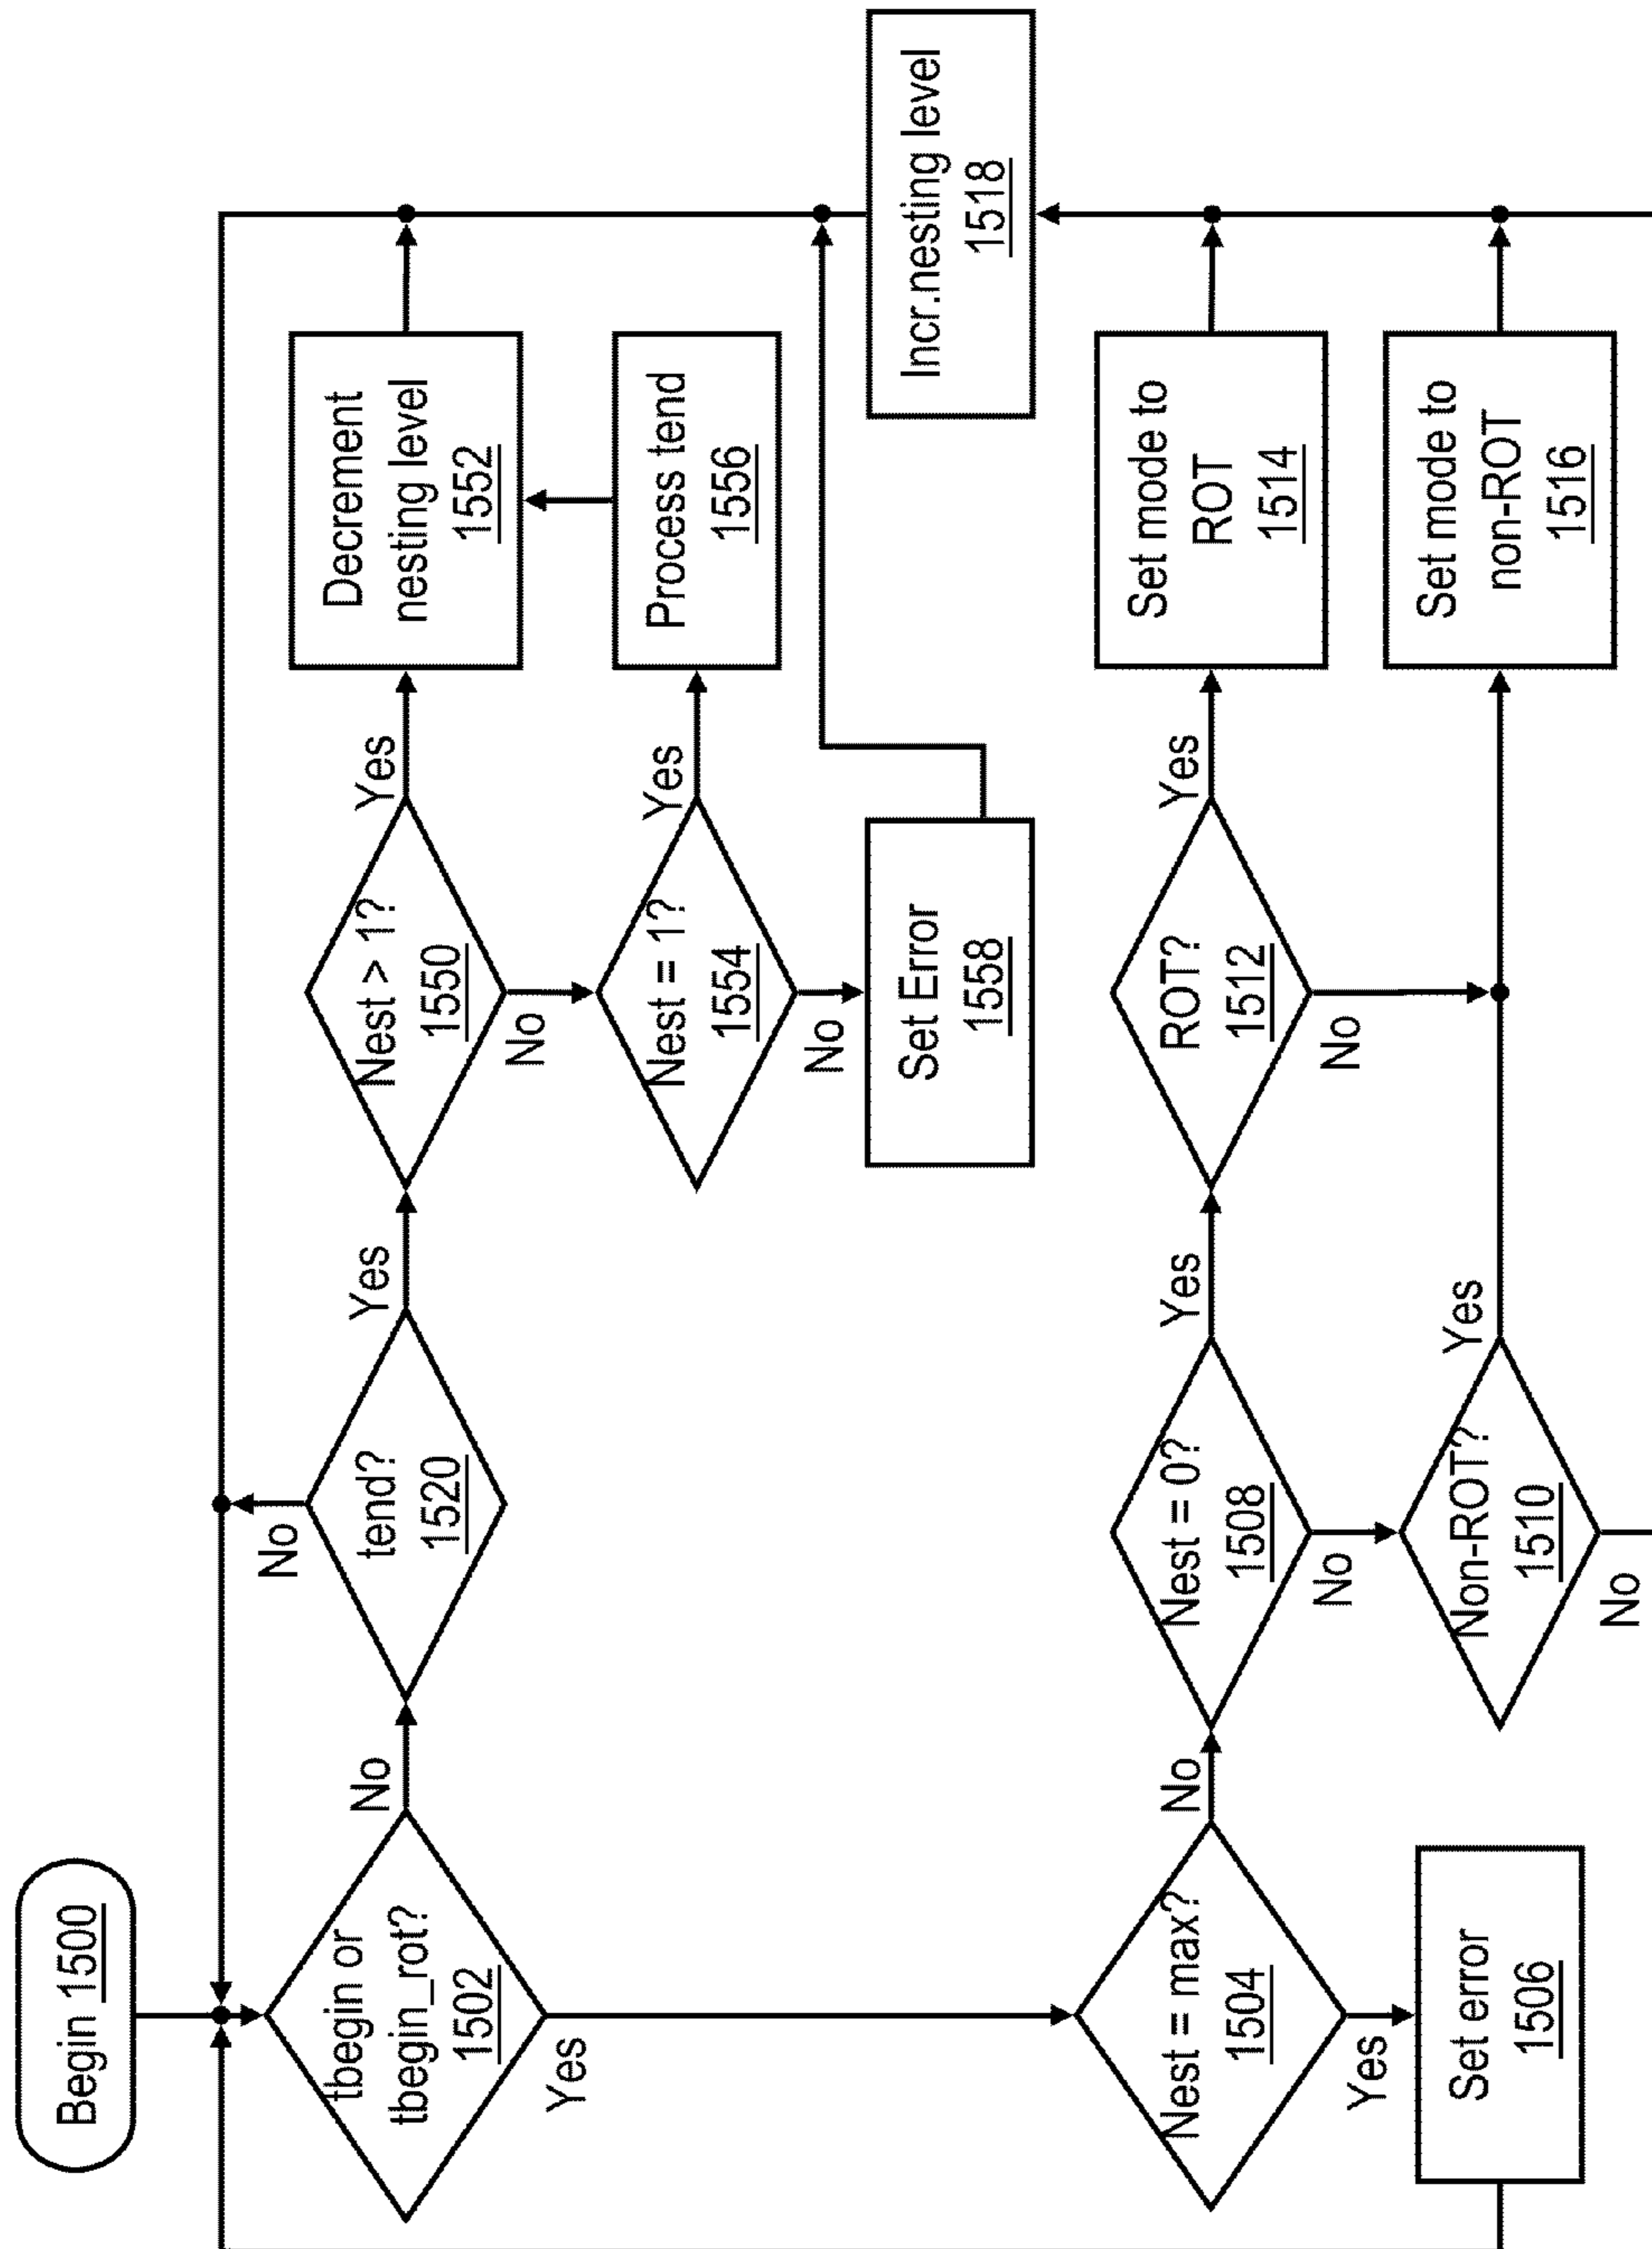 Begin 1500
tbegin or
tbegin_rot?
1502
No
Yes
tend?
1520
No
Yes
Nest > 1?
1550
Yes
No
Decrement
nesting level
1552
Nest = 1?
1554
Yes
No
Process tend
1556
Set Error
1558
Incr.nesting level
1518
Nest = max?
1504
No
Yes
Set error
1506
Nest = 0?
1508
Yes
No
ROT?
1512
Yes
No
Set mode to
ROT
1514
Non-ROT?
1510
Yes
No
Set mode to
non-ROT
1516